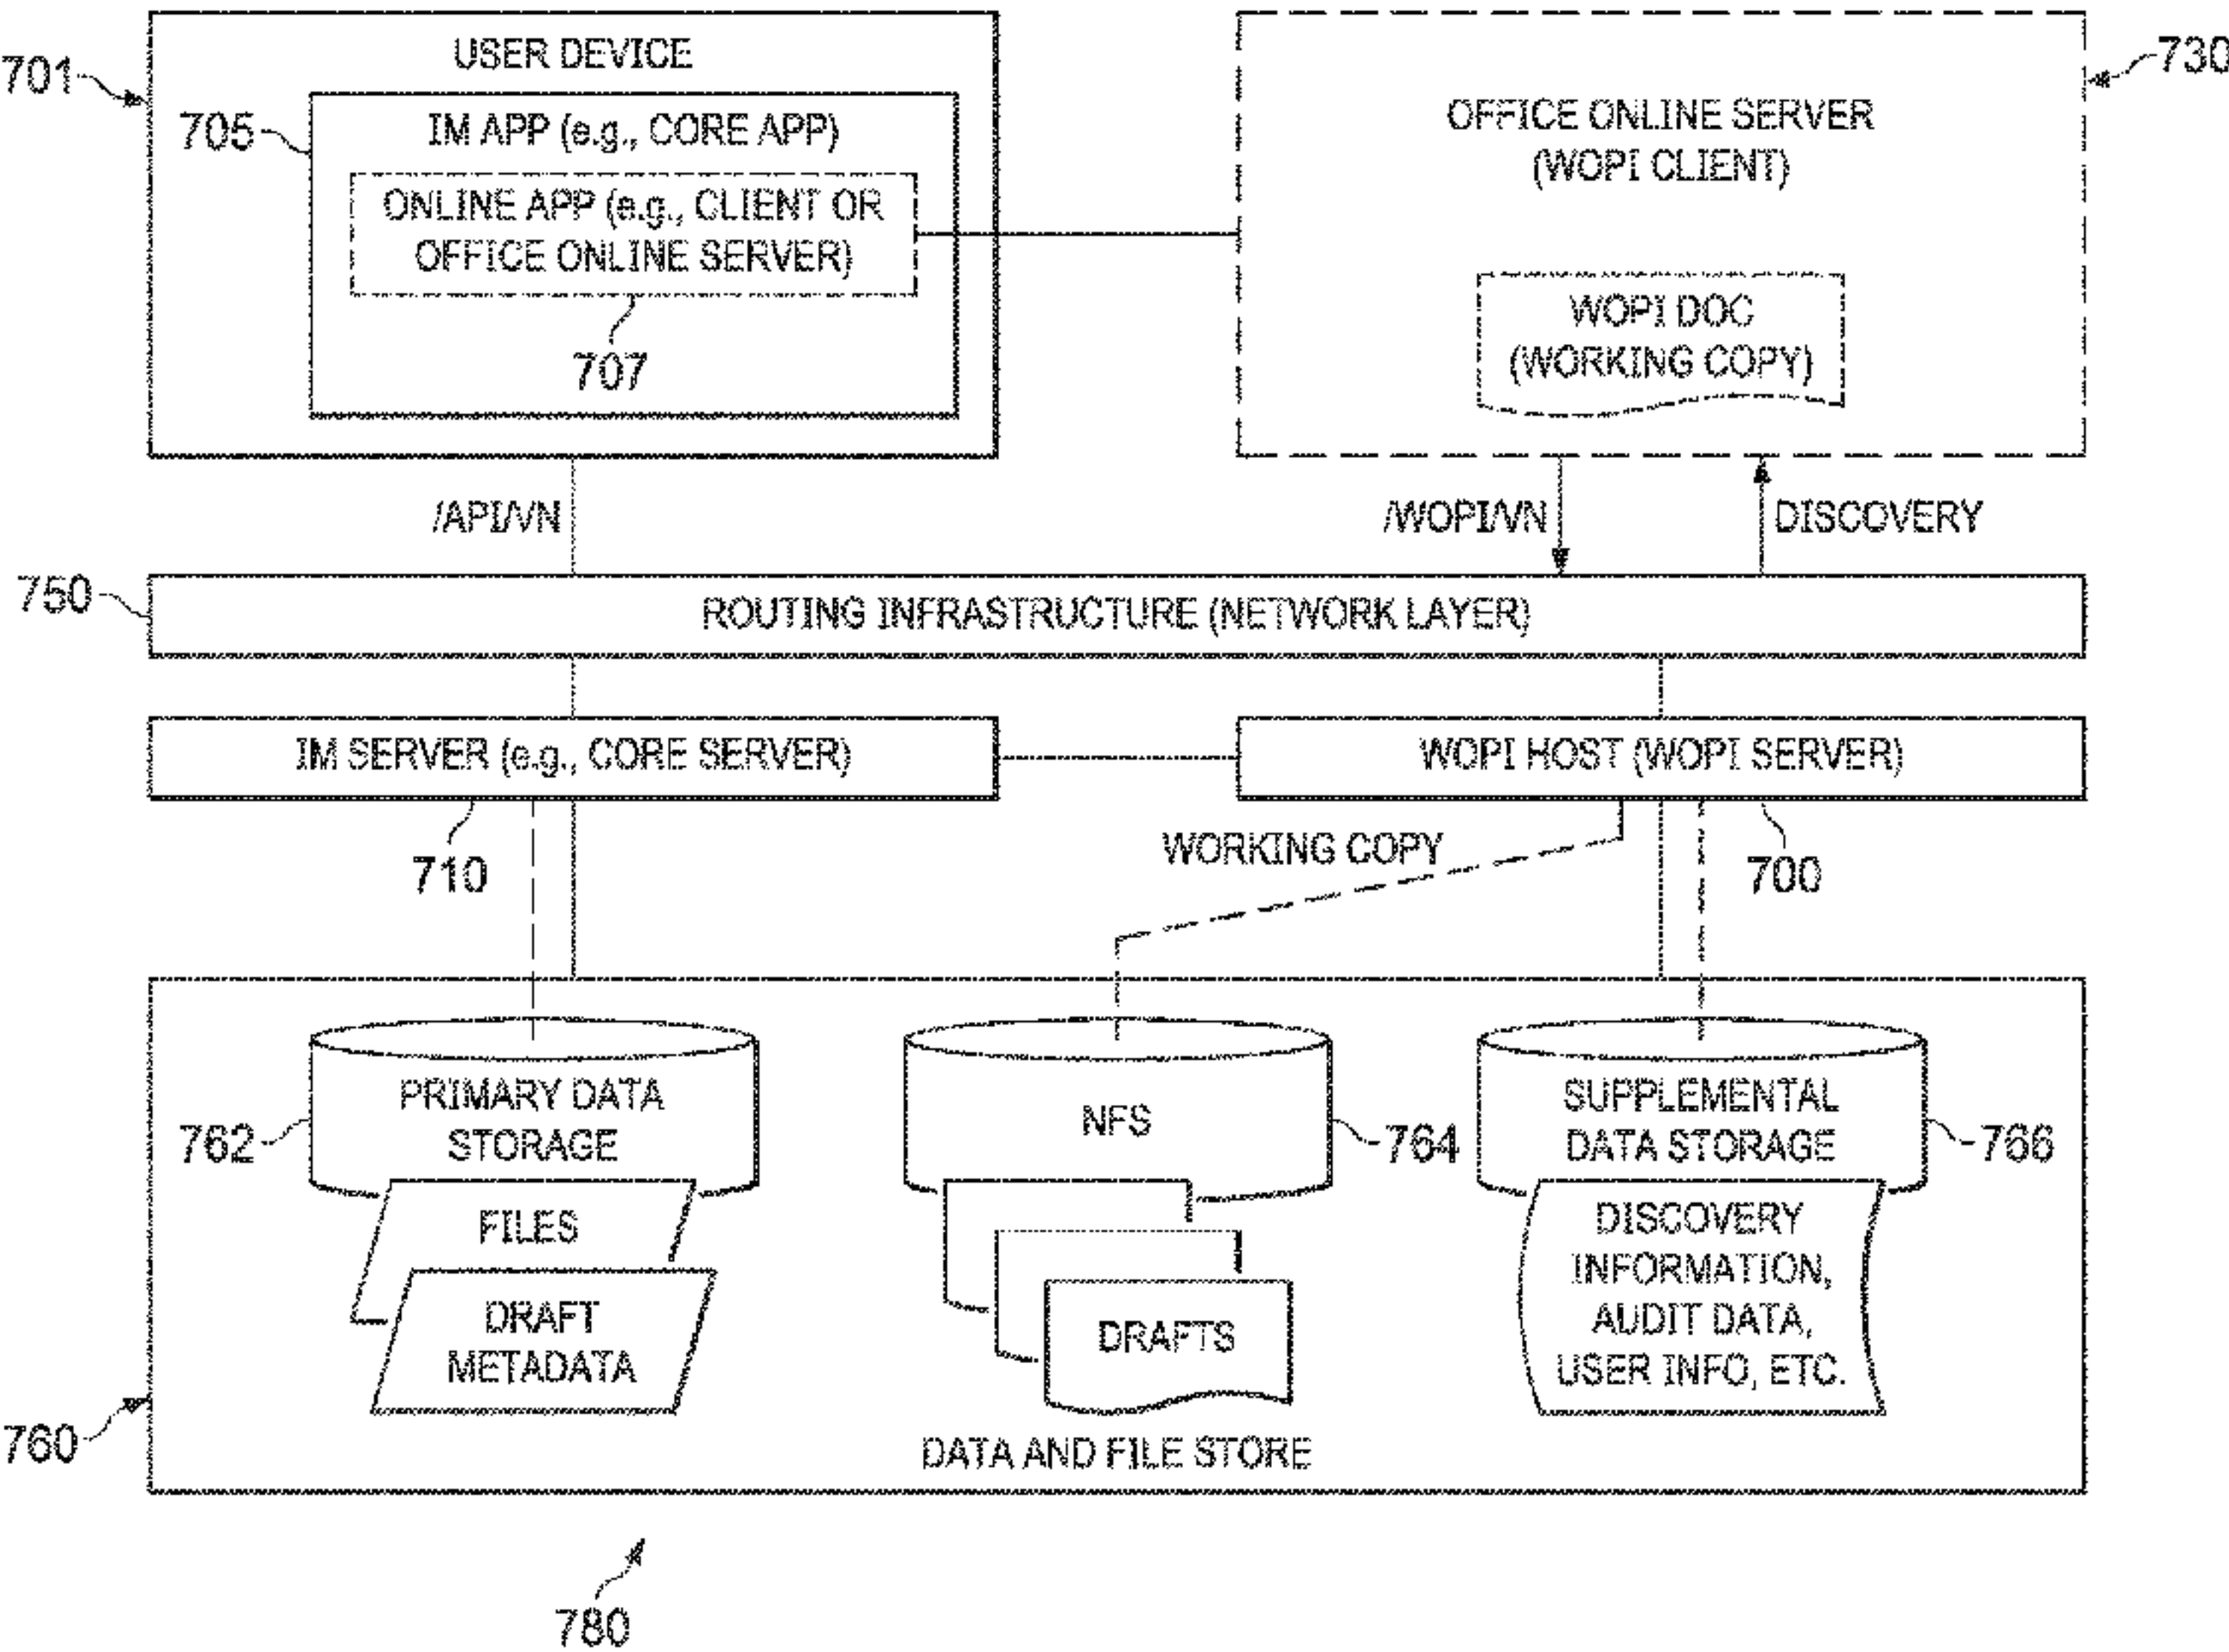 USER DEVICE
701
705
IM APP (e.g., CORE APP)
ONLINE APP (e.g., CLIENT OR
OFFICE ONLINE SERVER)
707
730
OFFICE ONLINE SERVER
(WOPI CLIENT)
WOPI DOC
(WORKING COPY)
/API/VN
/WOPI/VN
DISCOVERY
750
ROUTING INFRASTRUCTURE (NETWORK LAYER)
IM SERVER (e.g., CORE SERVER)
WOPI HOST (WOPI SERVER)
710
WORKING COPY
700
PRIMARY DATA
STORAGE
762
FILES
DRAFT
METADATA
NFS
764
DRAFTS
SUPPLEMENTAL
DATA STORAGE
766
DISCOVERY
INFORMATION,
AUDIT DATA,
USER INFO, ETC.
760
DATA AND FILE STORE
780